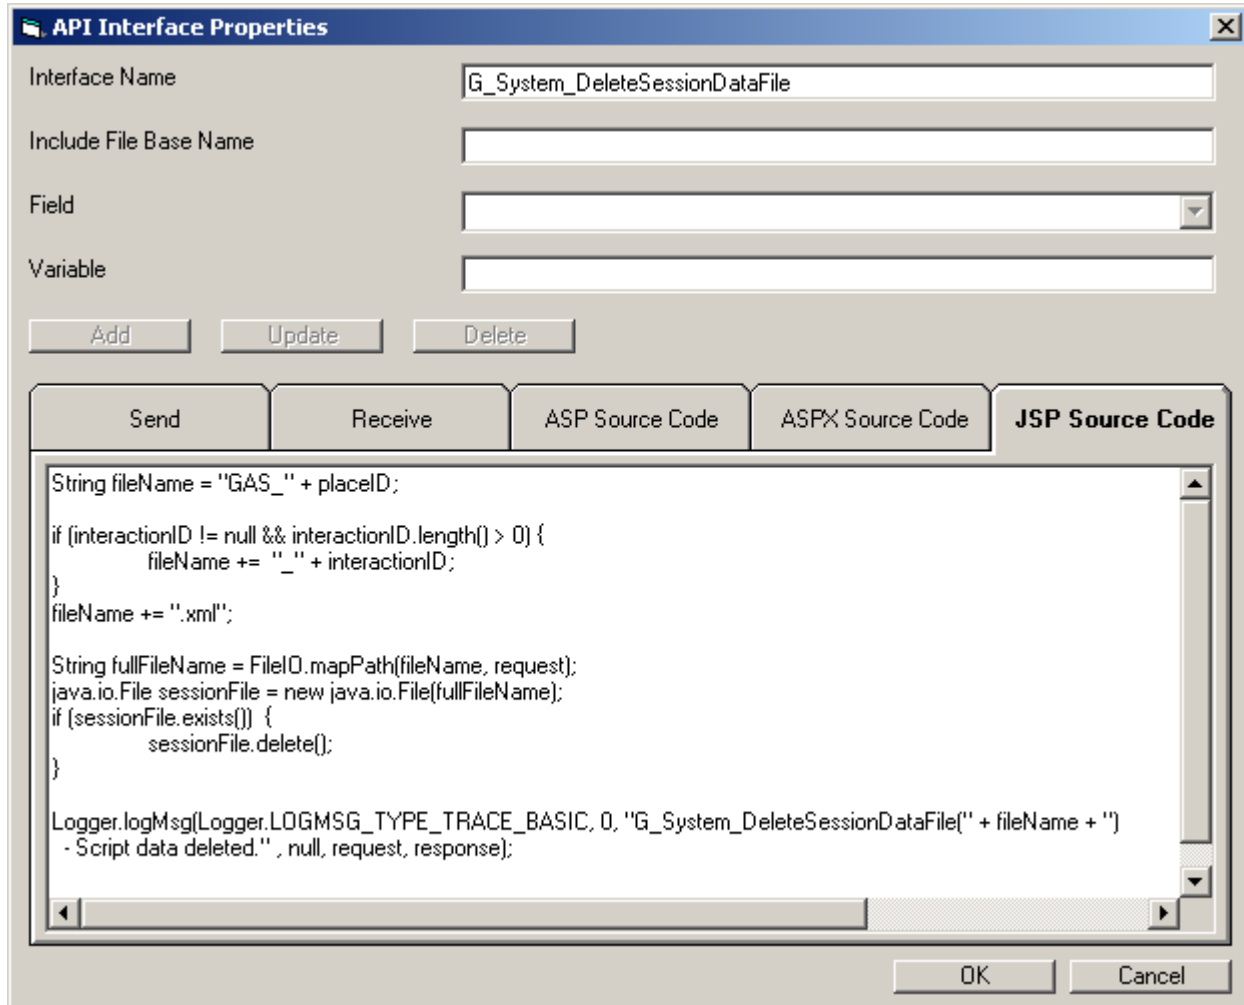 API Interface Properties
Interface Name
G_System_DeleteSessionDataFile
Include File Base Name
Field
Variable
Add Update Delete
Send Receive ASP Source Code ASPX Source Code JSP Source Code
String fileName = "GAS_" + placeID;
if (interactionID != null && interactionID.length() > 0) {
fileName += "_" + interactionID;
}
fileName += ".xml";
String fullFileName = FileIO.mapPath(fileName, request);
java.io.File sessionFile = new java.io.File(fullFileName);
if (sessionFile.exists()) {
sessionFile.delete();
}
Logger.logMsg(Logger.LOGMSG_TYPE_TRACE_BASIC, 0, "G_System_DeleteSessionDataFile(" + fileName + ")
- Script data deleted." , null, request, response);
OK Cancel